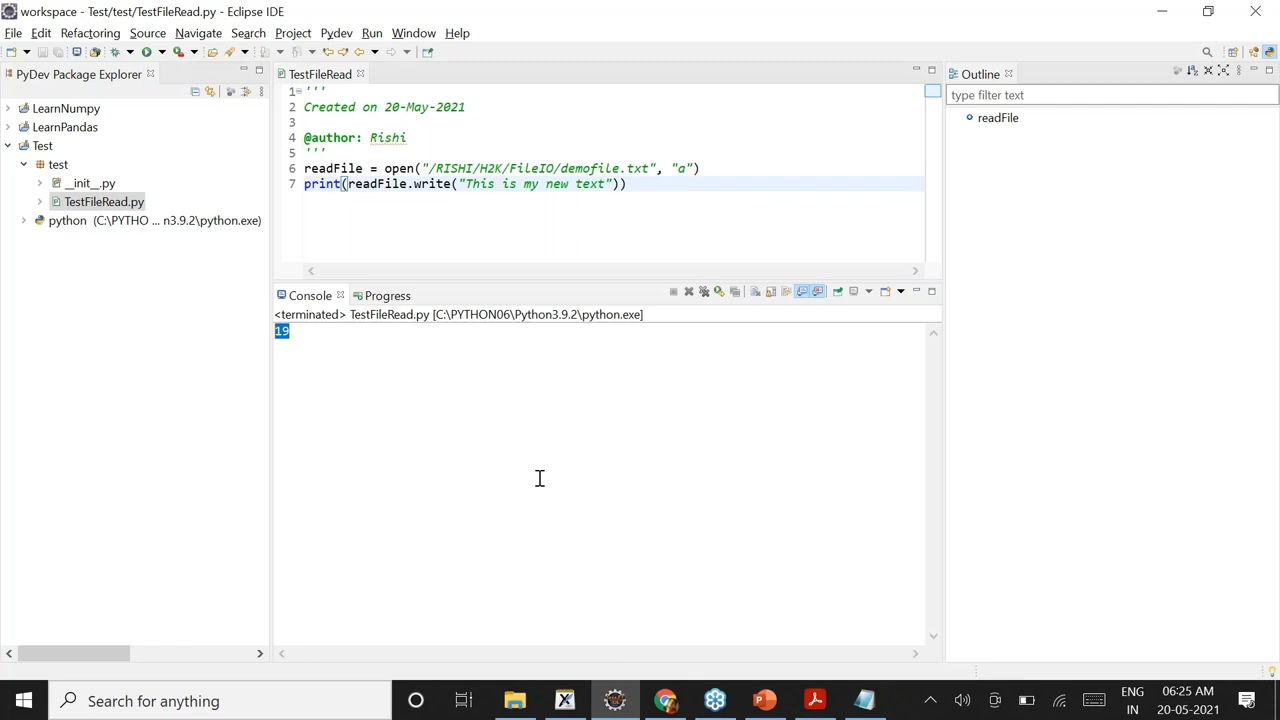 workspace - Test/test/TestFileRead.py - Eclipse IDE
File Edit Refactoring Source Navigate Search Project Pydev Run Window Help
PyDev Package Explorer
LearnNumpy
LearnPandas
Test
test
__init__.py
TestFileRead.py
python (C:\PYTHO ... n3.9.2\python.exe)
TestFileRead
1 '''
2 Created on 20-May-2021
3
4 @author: Rishi
5 '''
6 readFile = open("/RISHI/H2K/FileIO/demofile.txt", "a")
7 print(readFile.write("This is my new text"))
Outline
type filter text
readFile
Console Progress
<terminated> TestFileRead.py [C:\PYTHON06\Python3.9.2\python.exe]
19
Search for anything
ENG
IN
06:25 AM
20-05-2021